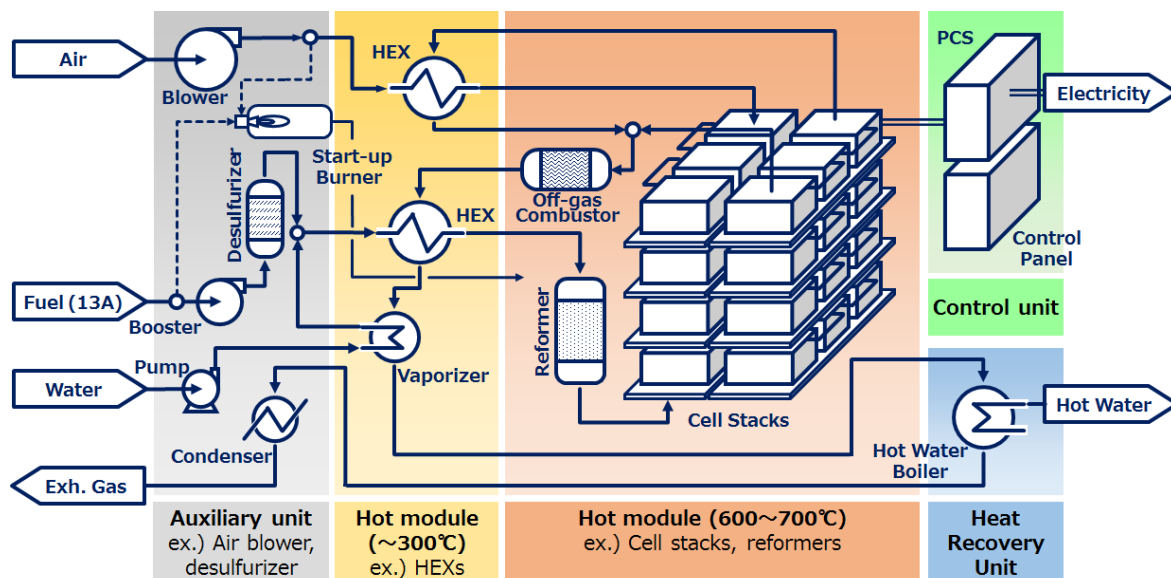 Air
Blower
HEX
PCS
Electricity
Start-up
Burner
Desulfurizer
Off-gas
Combustor
HEX
Control
Panel
Fuel (13A)
Booster
Reformer
Control unit
Pump
Water
Vaporizer
Cell Stacks
Hot Water
Condenser
Hot Water
Boiler
Exh. Gas
Auxiliary unit
ex.) Air blower,
desulfurizer
Hot module
(～300℃)
ex.) HEXs
Hot module (600～700℃)
ex.) Cell stacks, reformers
Heat
Recovery
Unit